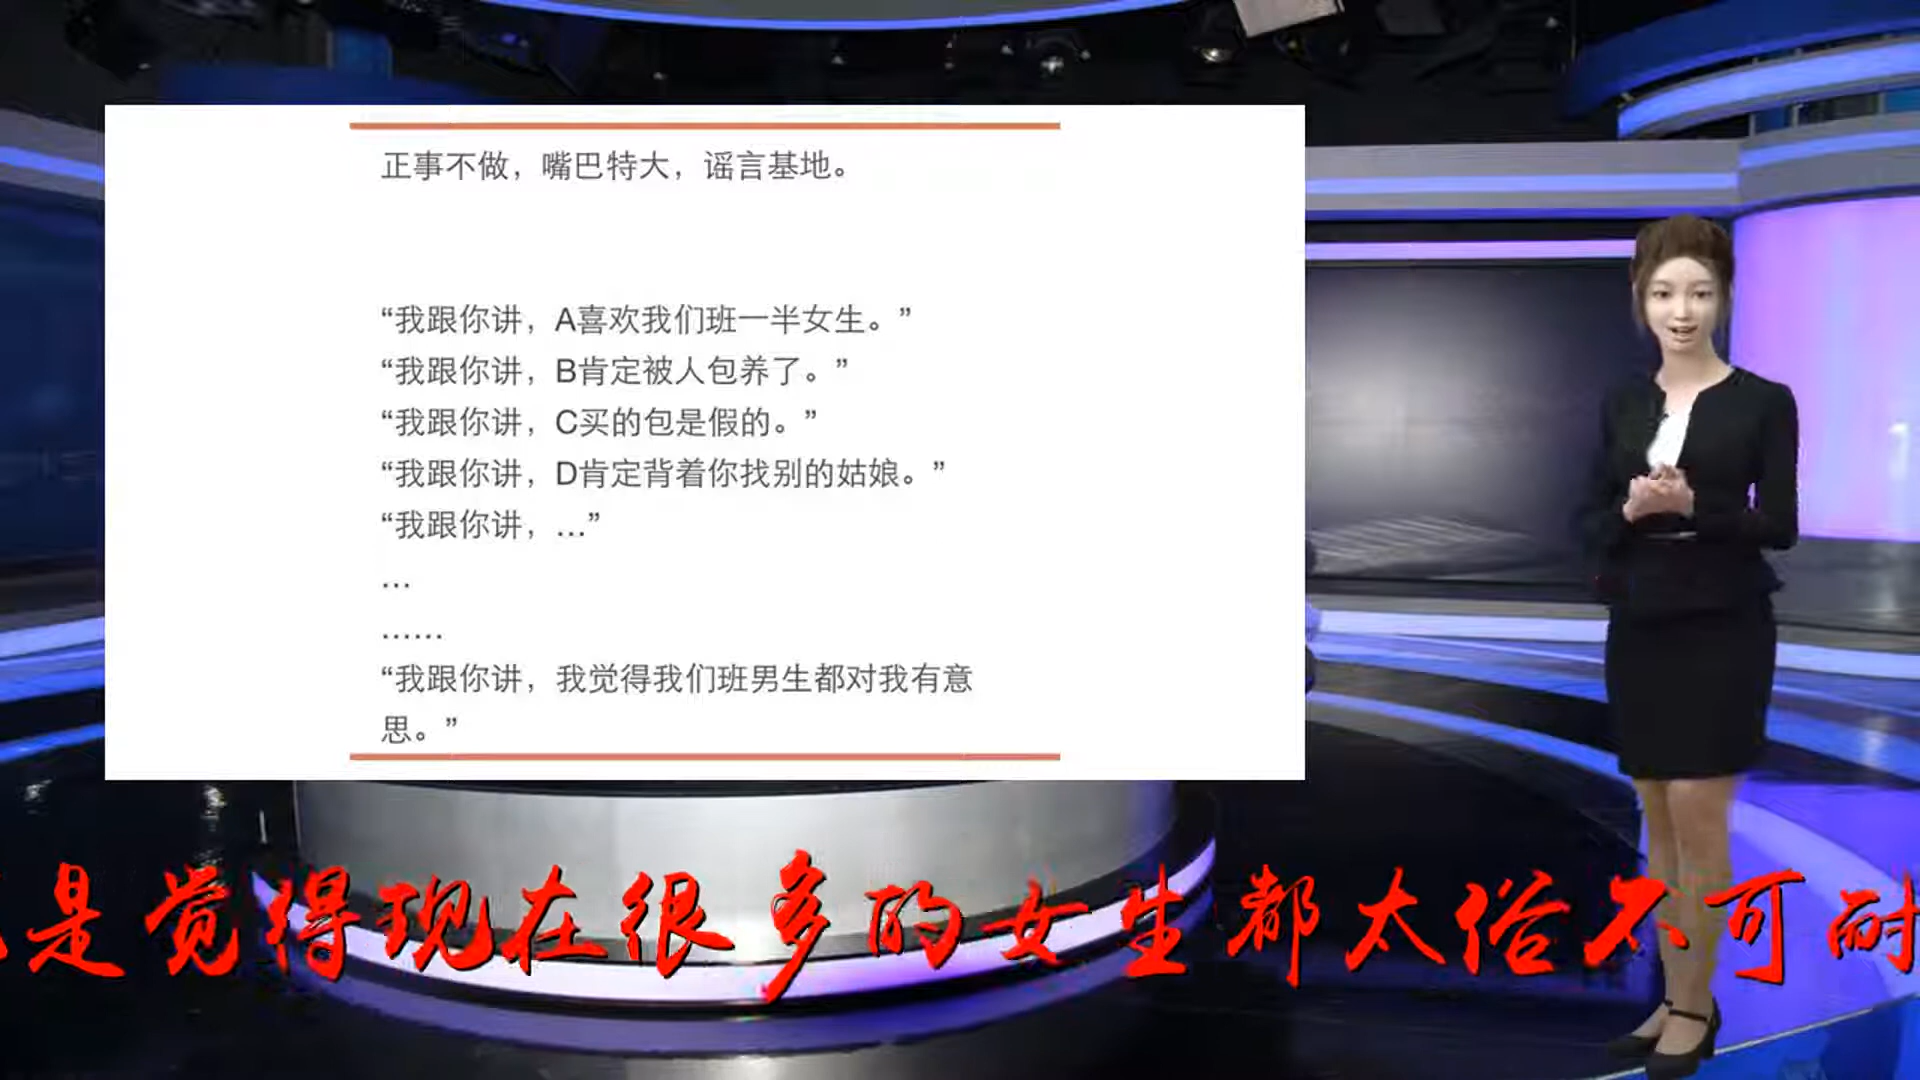 正事不做，嘴巴特大，谣言基地。
“我跟你讲，A喜欢我们班一半女生。”
“我跟你讲，B肯定被人包养了。”
“我跟你讲，C买的包是假的。”
“我跟你讲，D肯定背着你找别的姑娘。”
“我跟你讲，…”
…
……
“我跟你讲，我觉得我们班男生都对我有意
思。”
是觉得现在很多的女生都太俗不可耐